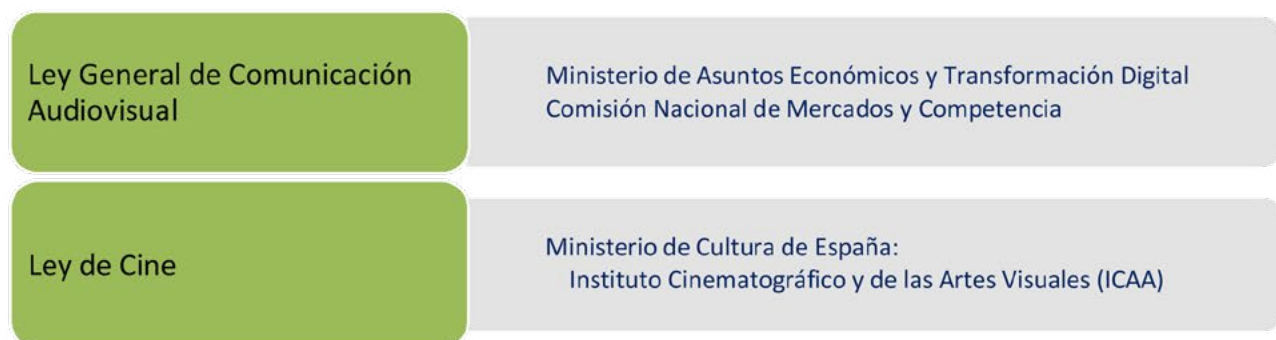 Ley General de Comunicación
Audiovisual
Ministerio de Asuntos Económicos y Transformación Digital
Comisión Nacional de Mercados y Competencia
Ley de Cine
Ministerio de Cultura de España:
Instituto Cinematográfico y de las Artes Visuales (ICAA)